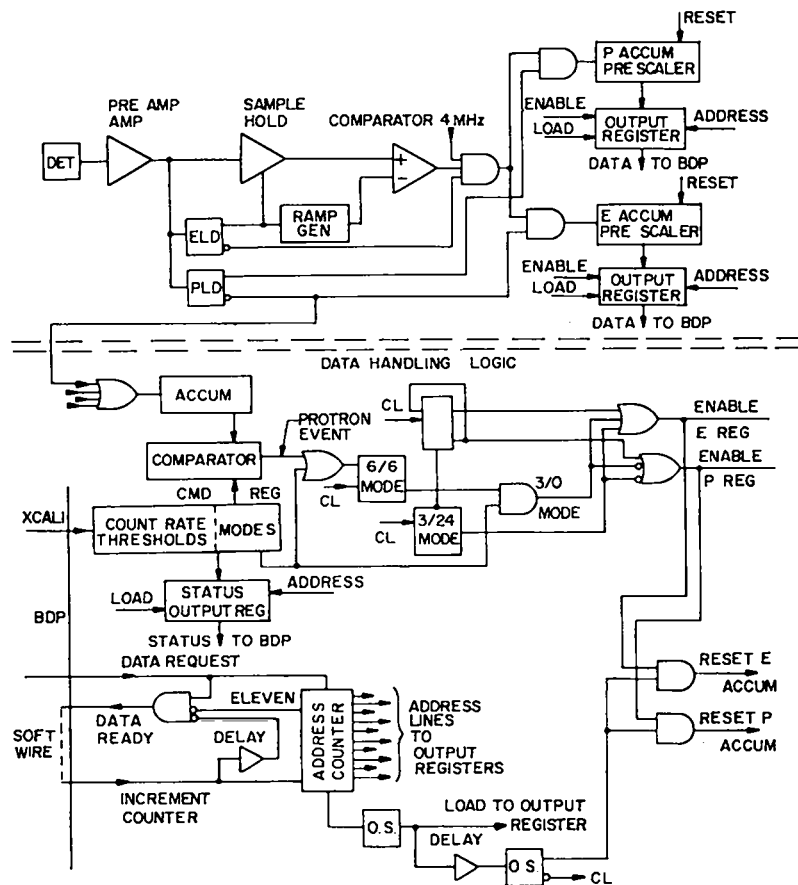 RESET
P ACCUM
PRE SCALER
PRE AMP
AMP
SAMPLE
HOLD
COMPARATOR 4 MHz
ENABLE
LOAD
OUTPUT
REGISTER
ADDRESS
DATA TO BDP
DET
+
-
RESET
ELD
RAMP
GEN
E ACCUM
PRE SCALER
PLD
ENABLE
LOAD
OUTPUT
REGISTER
ADDRESS
DATA TO BDP
DATA HANDLING LOGIC
ACCUM
CL
PROTRON
EVENT
ENABLE
E REG
COMPARATOR
ENABLE
P REG
CMD REG
6/6
MODE
CL
3/0
MODE
XCALI
COUNT RATE
THRESHOLDS
MODES
3/24
MODE
CL
LOAD
STATUS
OUTPUT REG
ADDRESS
BDP
STATUS TO BDP
DATA REQUEST
ELEVEN
DATA
READY
ADDRESS
COUNTER
ADDRESS
LINES
TO
OUTPUT
REGISTERS
RESET E
ACCUM
SOFT
WIRE
DELAY
RESET P
ACCUM
INCREMENT
COUNTER
O.S.
LOAD TO OUTPUT
REGISTER
DELAY
O.S.
CL